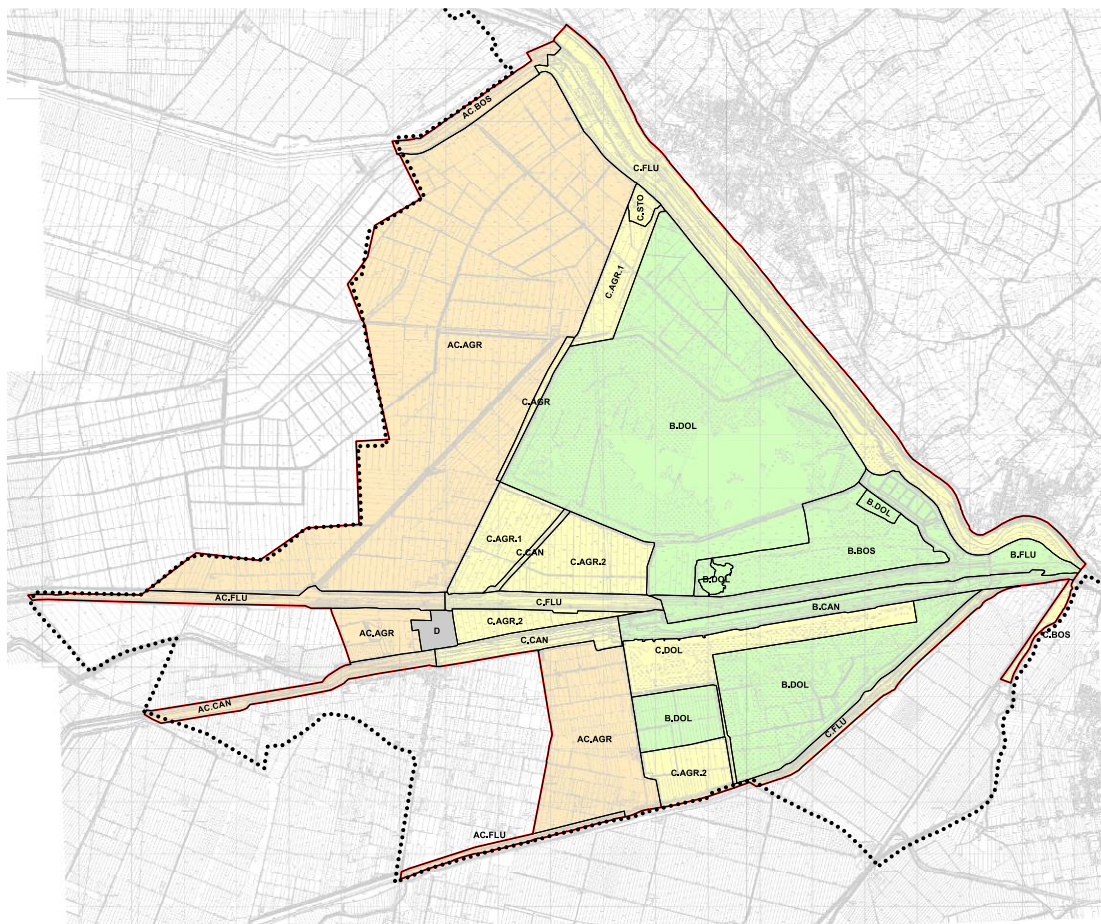 AC.BOS
C.FLU
C.STO
C.AGR.1
AC.AGR
C.AGR
B.DOL
B.DOL
C.AGR.1
C.CAN
C.AGR.2
B.BOS
B.FLU
B.DOL
AC.FLU
C.FLU
B.CAN
C.AGR.2
D
AC.AGR
C.CAN
C.BOS
C.DOL
B.DOL
AC.CAN
B.DOL
C.FLU
AC.AGR
C.AGR.2
AC.FLU